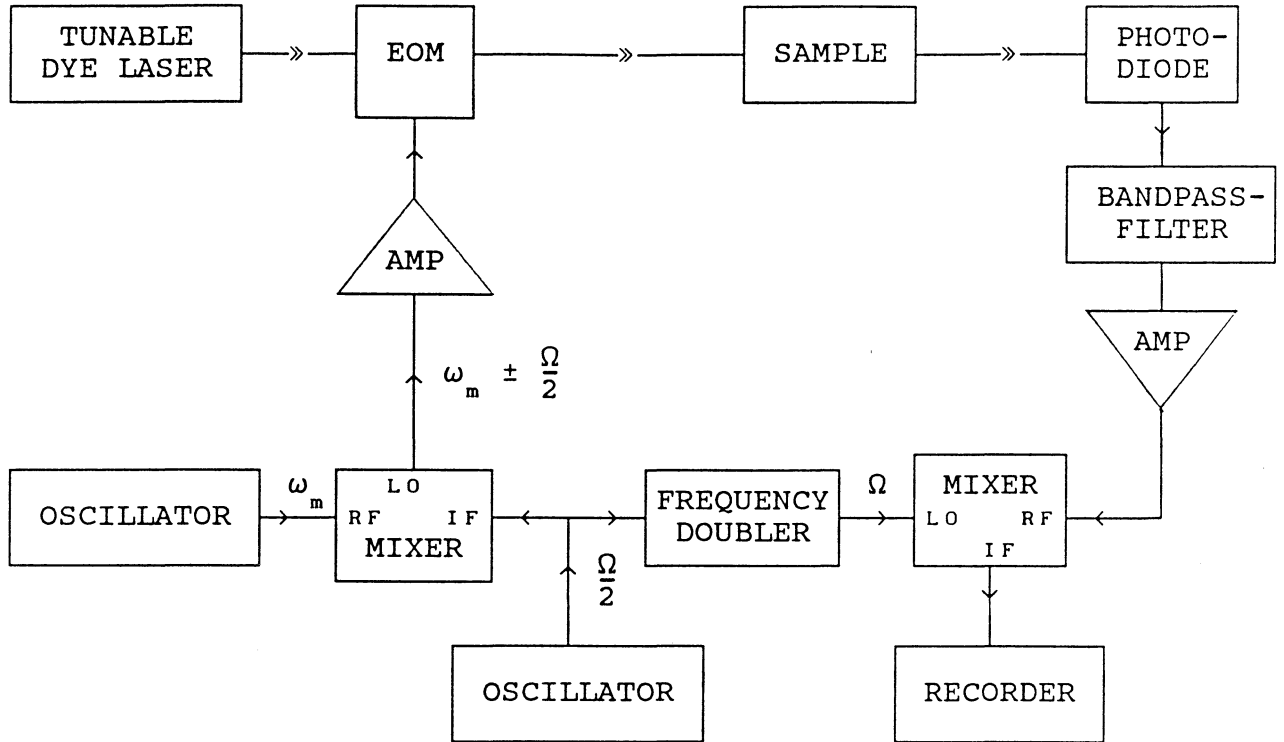 TUNABLE
DYE LASER
EOM
SAMPLE
PHOTO-
DIODE
BANDPASS-
FILTER
AMP
AMP
ω_m ± Ω/2
OSCILLATOR
ω_m
LO
RF IF
MIXER
FREQUENCY
DOUBLER
Ω
MIXER
LO RF
IF
Ω/2
OSCILLATOR
RECORDER